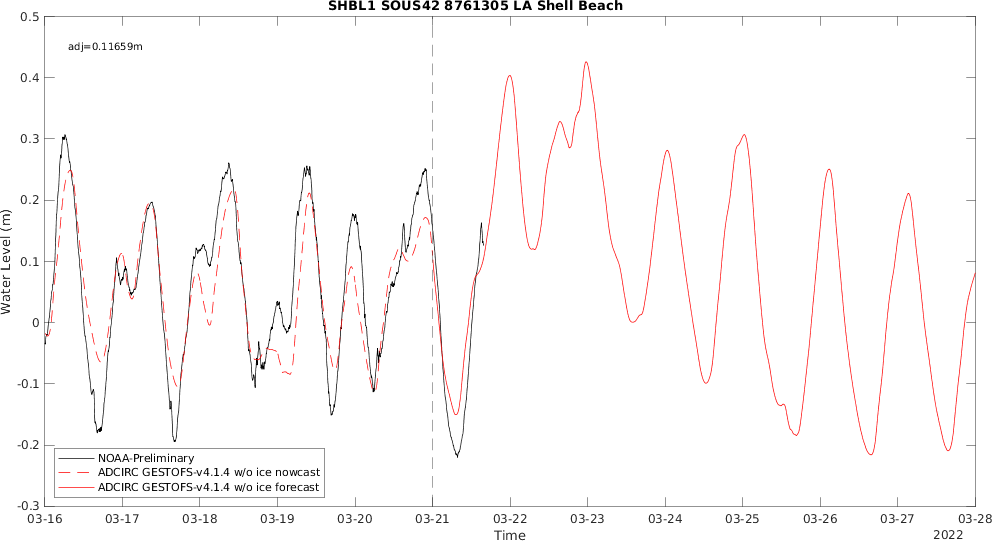 SHBL1 SOUS42 8761305 LA Shell Beach
adj=0.11659m
0.5
0.4
0.3
0.2
0.1
0
-0.1
-0.2
-0.3
Water Level (m)
NOAA-Preliminary
ADCIRC GESTOFS-v4.1.4 w/o ice nowcast
ADCIRC GESTOFS-v4.1.4 w/o ice forecast
03-16 03-17 03-18 03-19 03-20 03-21 03-22 03-23 03-24 03-25 03-26 03-27 03-28
Time
2022